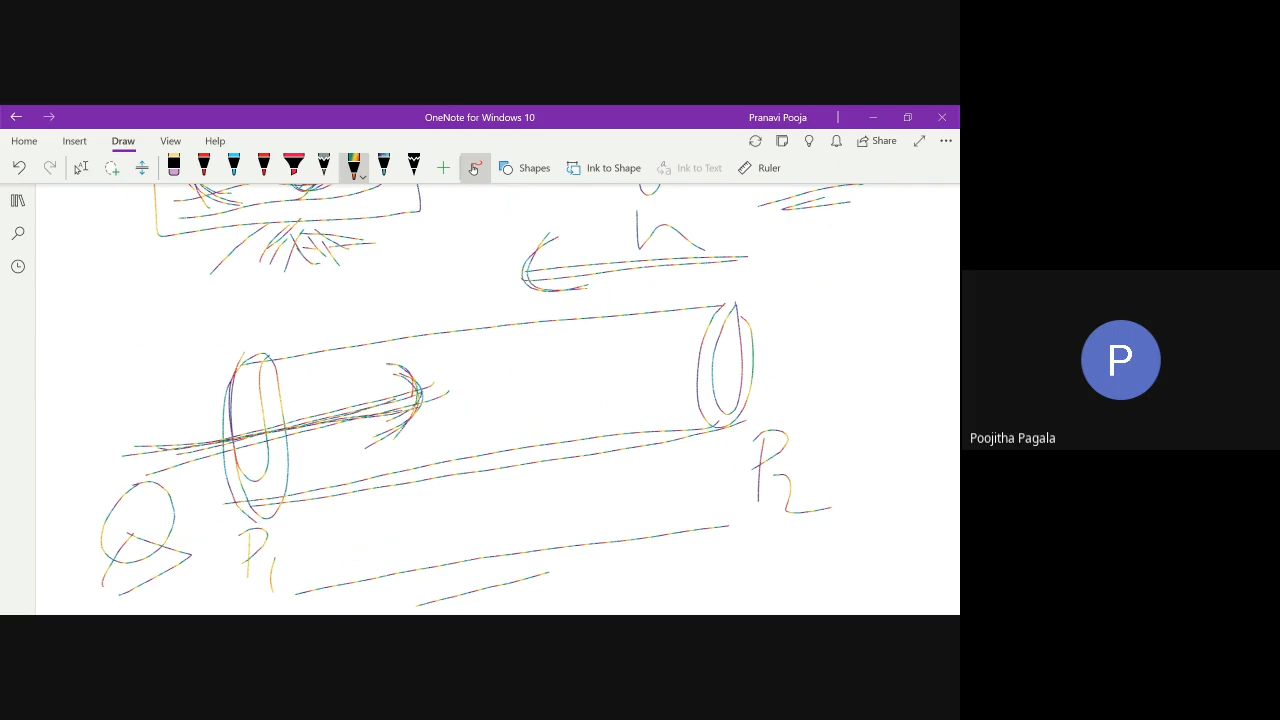 OneNote for Windows 10
Pranavi Pooja
Home Insert Draw View Help
Share
Shapes
Ink to Shape
Ink to Text
Ruler
h
P
Poojitha Pagala
P2
P1